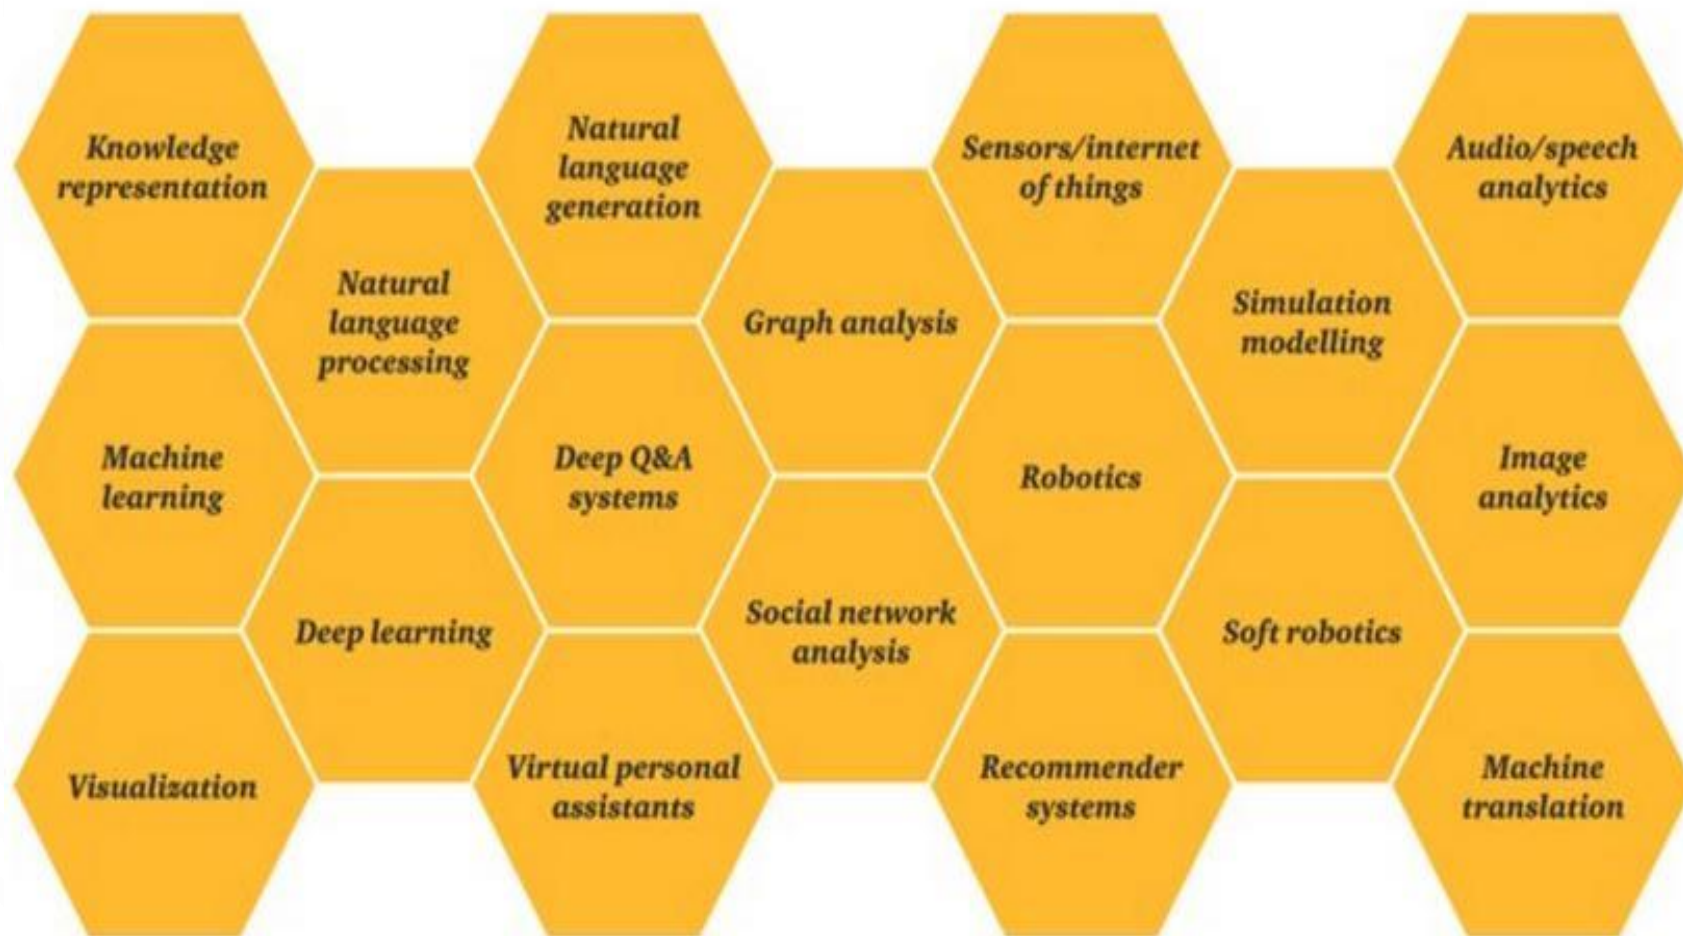 Knowledge
representation
Natural
language
generation
Sensors/internet
of things
Audio/speech
analytics
Natural
language
processing
Graph analysis
Simulation
modelling
Machine
learning
Deep Q&A
systems
Robotics
Image
analytics
Deep learning
Social network
analysis
Soft robotics
Visualization
Virtual personal
assistants
Recommender
systems
Machine
translation